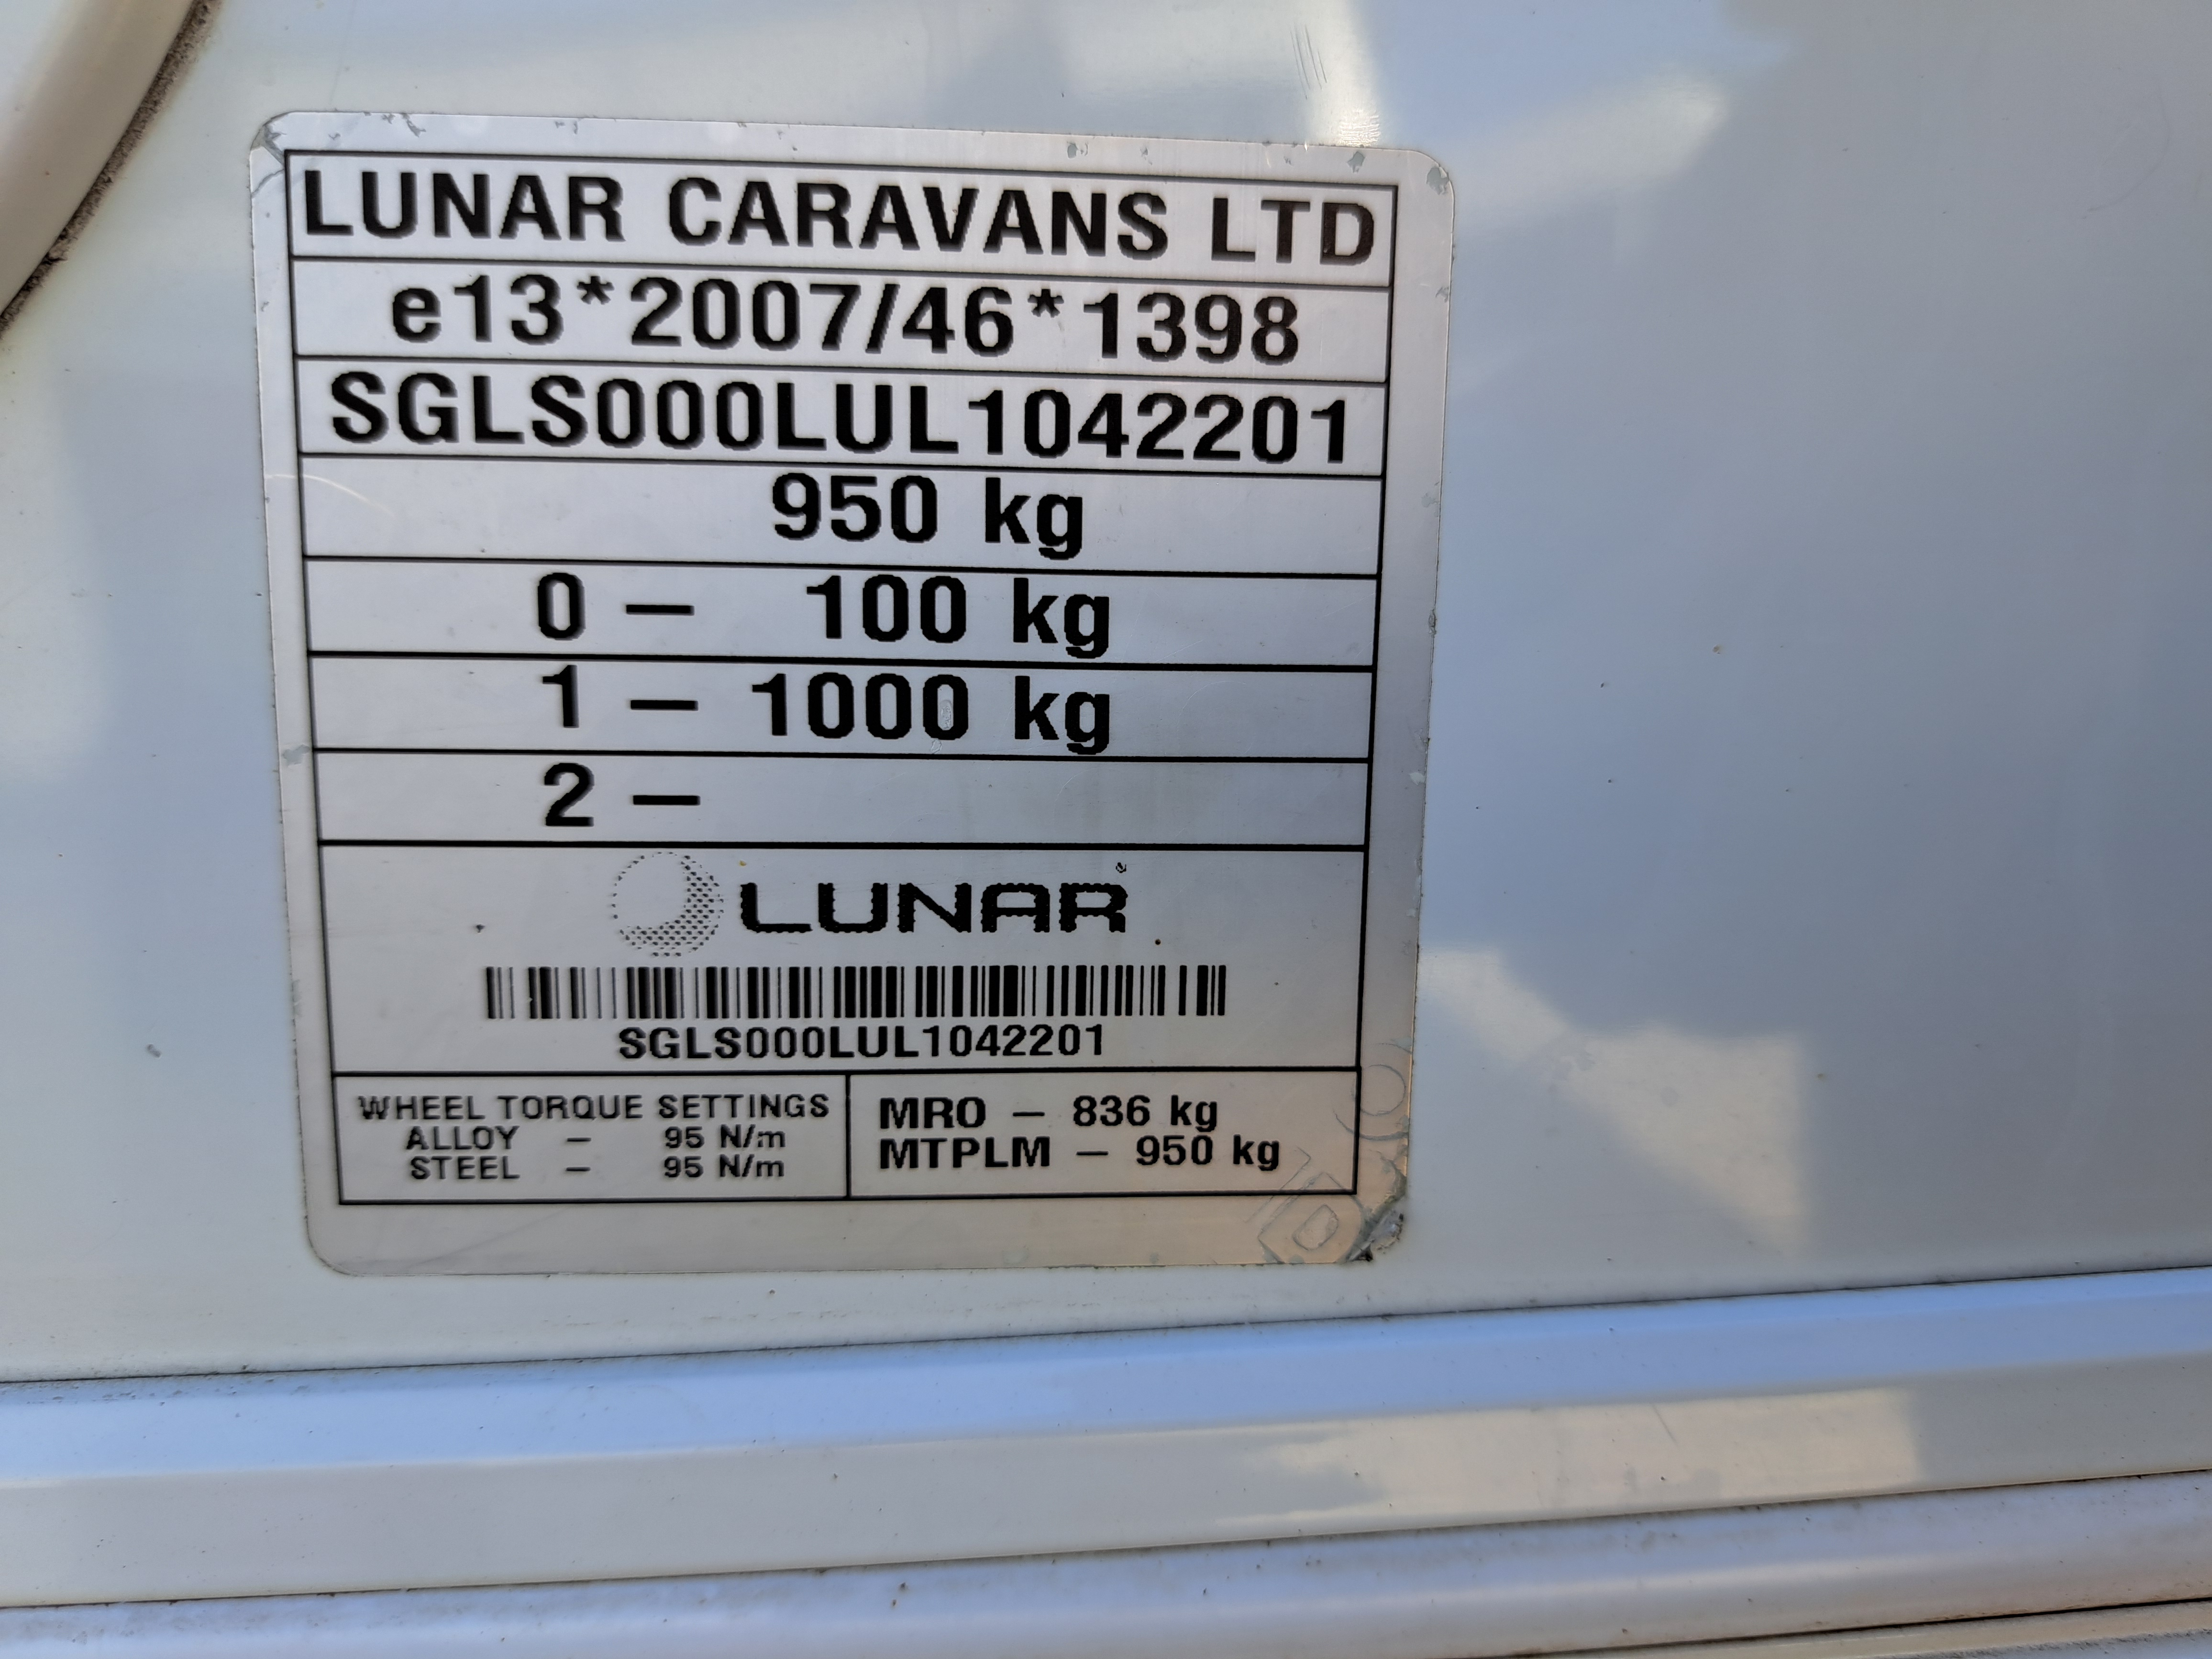 LUNAR CARAVANS LTD
e13*2007/46*1398
SGLS000LUL1042201
950 kg
0 – 100 kg
1 – 1000 kg
2 –
LUNAR
SGLS000LUL1042201
WHEEL TORQUE SETTINGS
ALLOY – 95 N/m
STEEL – 95 N/m
MRO – 836 kg
MTPLM – 950 kg